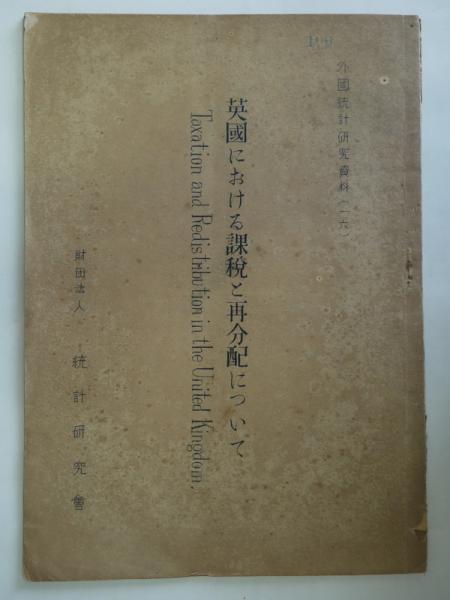 外國統計研究資料(一六)
英國における課税と再分配について
Taxation and Redistribution in the United Kingdom.
財団法人
統計研究會